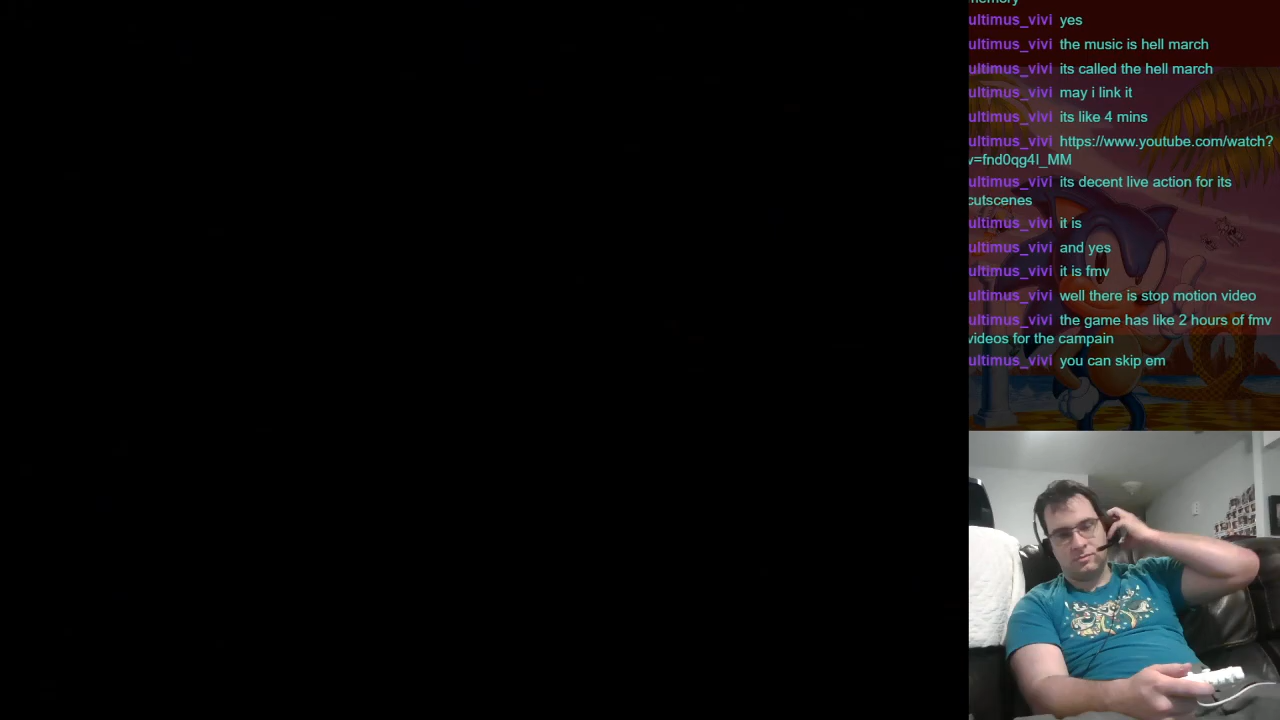 memory
ultimus_vivi yes
ultimus_vivi the music is hell march
ultimus_vivi its called the hell march
ultimus_vivi may i link it
ultimus_vivi its like 4 mins
ultimus_vivi https://www.youtube.com/watch?
v=fnd0qg4I_MM
ultimus_vivi its decent live action for its
cutscenes
ultimus_vivi it is
ultimus_vivi and yes
ultimus_vivi it is fmv
ultimus_vivi well there is stop motion video
ultimus_vivi the game has like 2 hours of fmv
videos for the campain
ultimus_vivi you can skip em